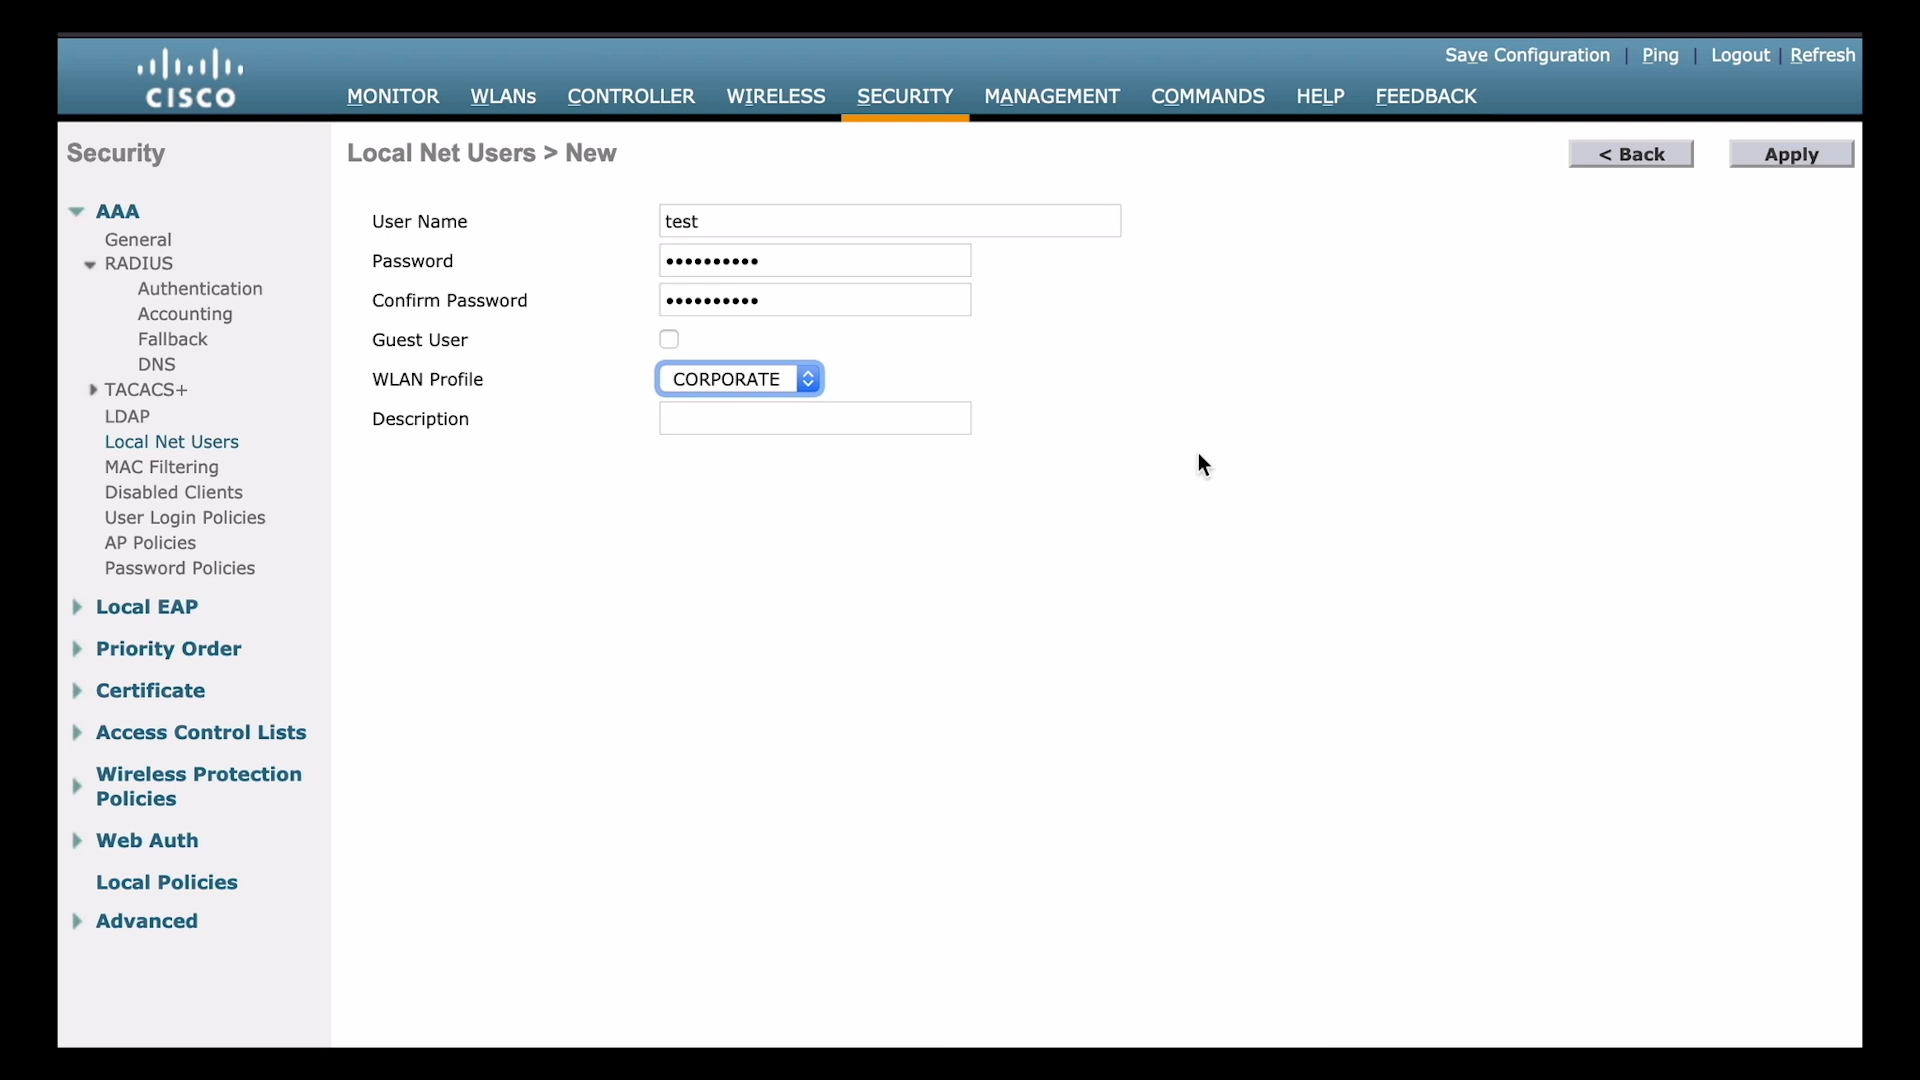 Save Configuration | Ping | Logout | Refresh
CISCO
MONITOR WLANs CONTROLLER WIRELESS SECURITY MANAGEMENT COMMANDS HELP FEEDBACK
Security
AAA
General
RADIUS
Authentication
Accounting
Fallback
DNS
TACACS+
LDAP
Local Net Users
MAC Filtering
Disabled Clients
User Login Policies
AP Policies
Password Policies
Local EAP
Priority Order
Certificate
Access Control Lists
Wireless Protection
Policies
Web Auth
Local Policies
Advanced
Local Net Users > New
< Back
Apply
User Name test
Password ••••••••••
Confirm Password ••••••••••
Guest User
WLAN Profile CORPORATE
Description